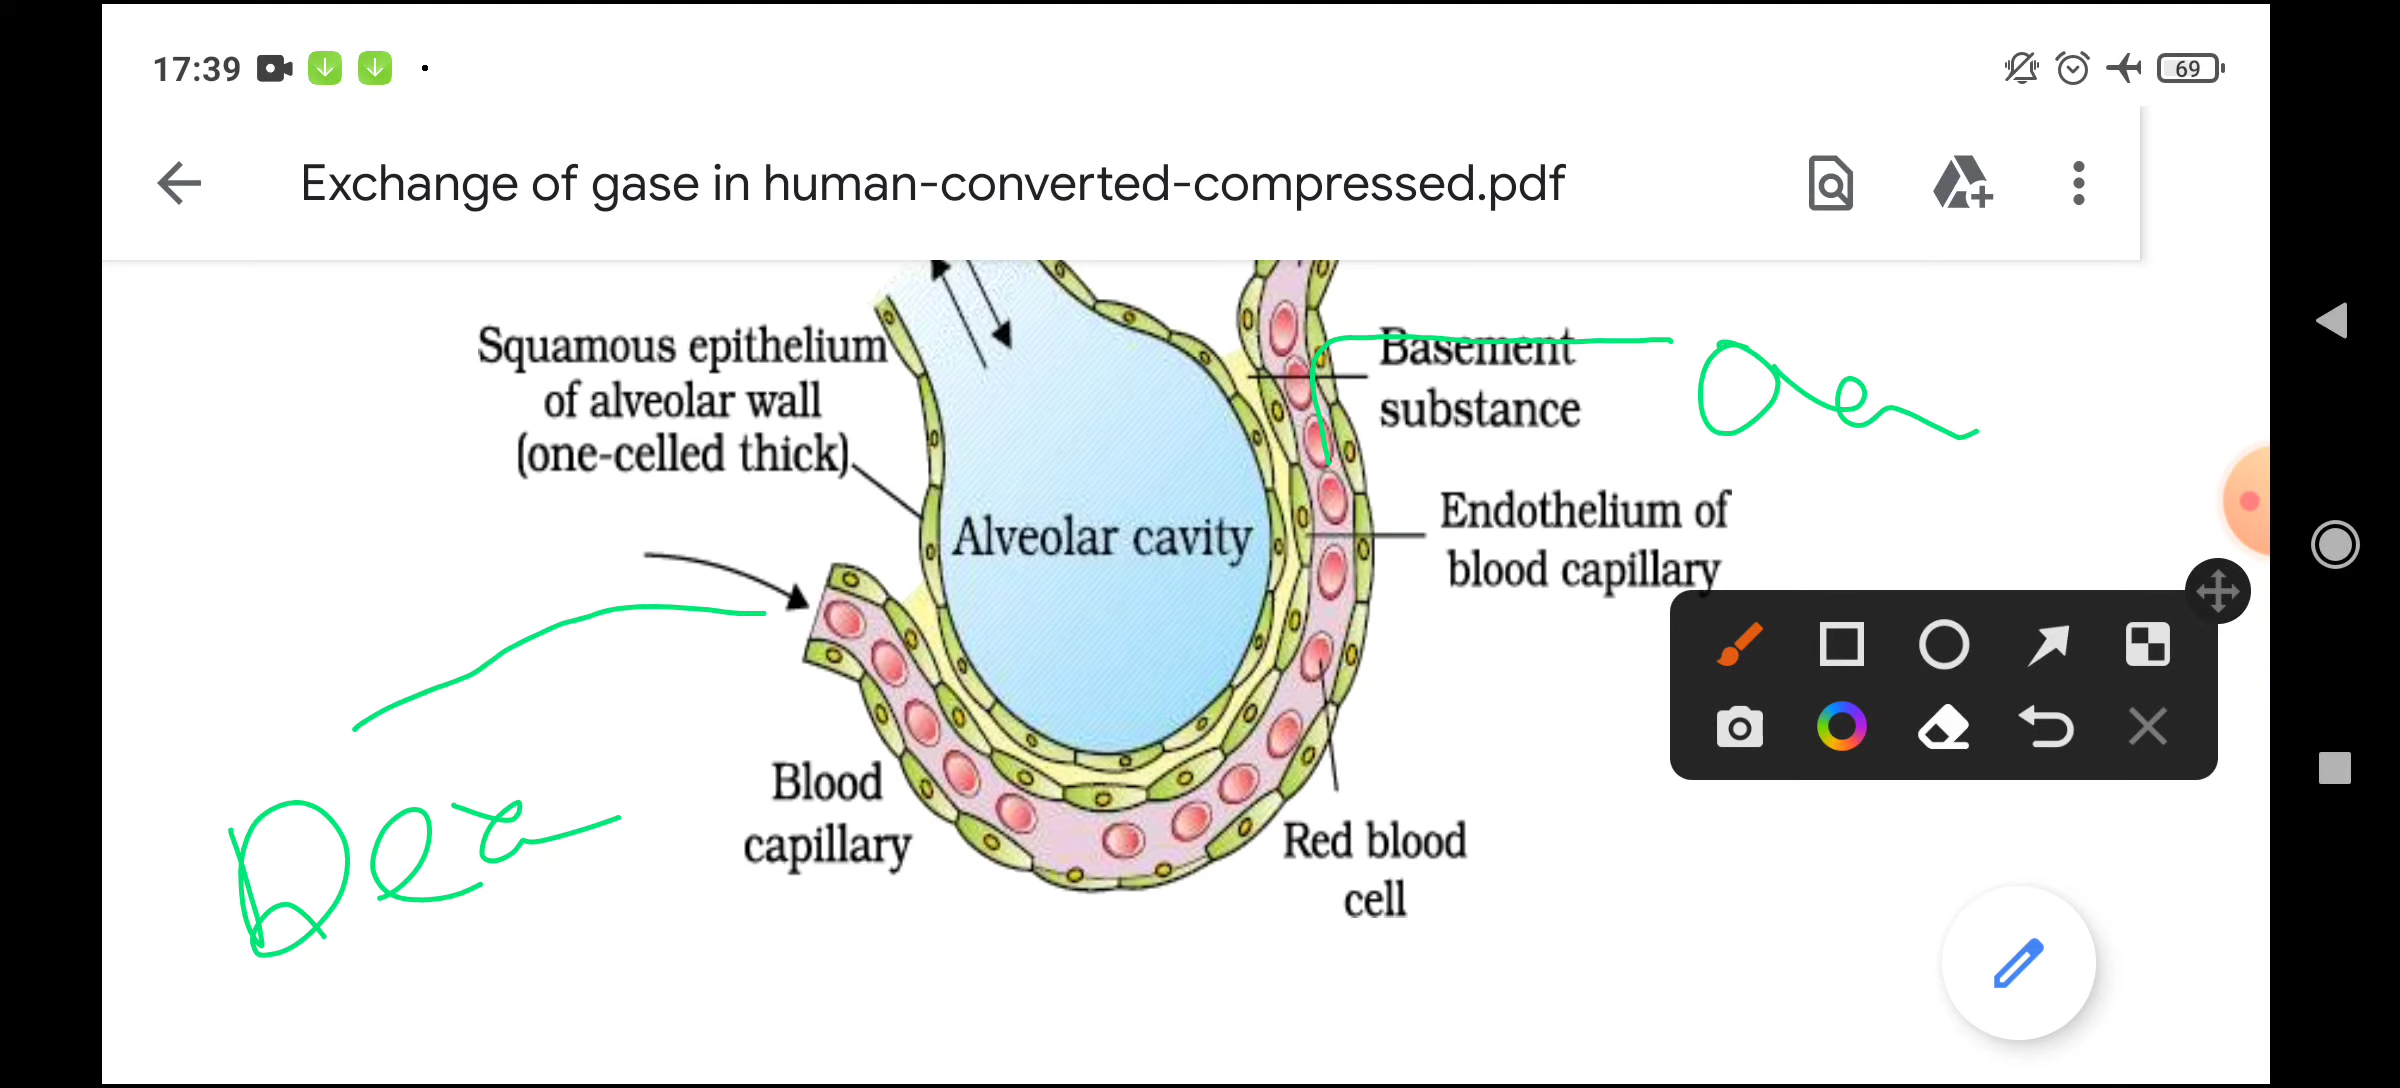 17:39
69
Exchange of gase in human-converted-compressed.pdf
Squamous epithelium
of alveolar wall
(one-celled thick)
Basement
substance
Alveolar cavity
Endothelium of
blood capillary
Blood
capillary
Red blood
cell